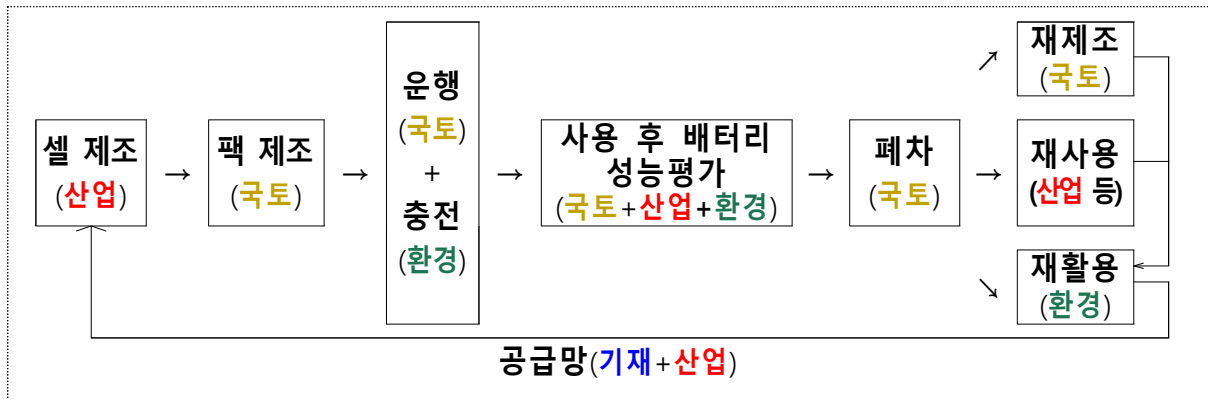 셀 제조
(산업)
→
팩 제조
(국토)
→
운행
(국토)
+
충전
(환경)
→
사용 후 배터리
성능평가
(국토+산업+환경)
→
폐차
(국토)
↗
→
↘
재제조
(국토)
재사용
(산업 등)
재활용
(환경)
공급망(기재+산업)